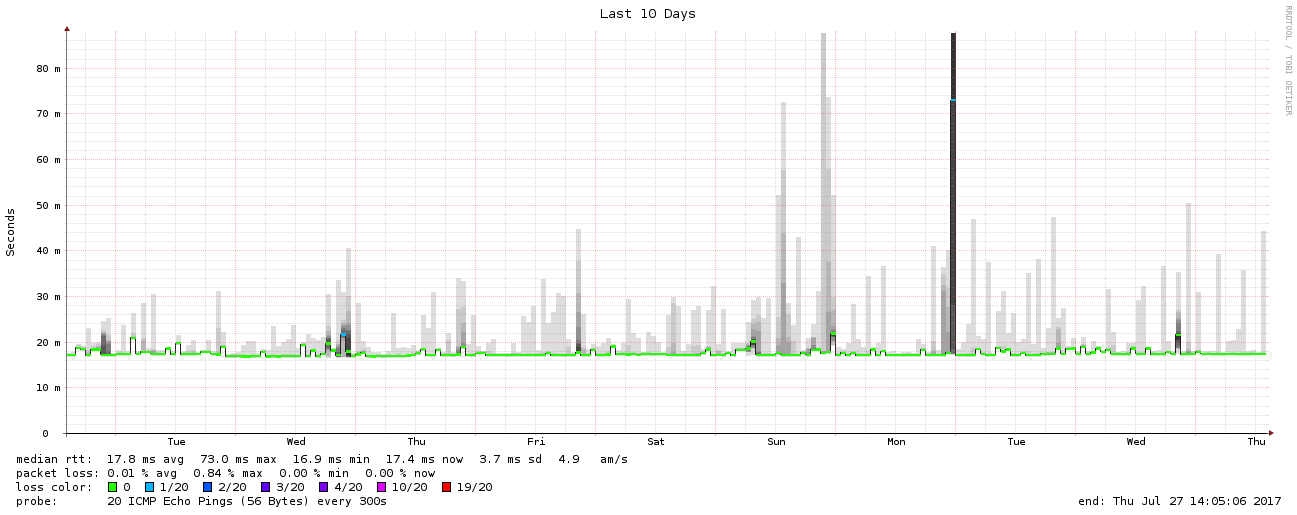 Last 10 Days
RRDTOOL / TOBI OETIKER
Seconds
80 m
70 m
60 m
50 m
40 m
30 m
20 m
10 m
0
Tue Wed Thu Fri Sat Sun Mon Tue Wed Thu
median rtt: 17.8 ms avg 73.0 ms max 16.9 ms min 17.4 ms now 3.7 ms sd 4.9 am/s
packet loss: 0.01 % avg 0.84 % max 0.00 % min 0.00 % now
loss color: 0 1/20 2/20 3/20 4/20 10/20 19/20
probe: 20 ICMP Echo Pings (56 Bytes) every 300s end: Thu Jul 27 14:05:06 2017